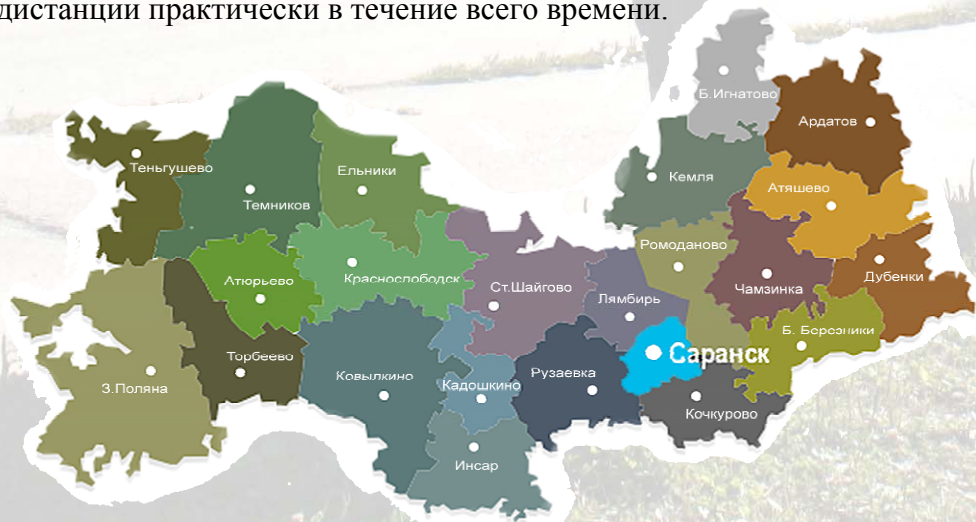 дистанции практически в течение всего времени.
Б.Игнатово
Ардатов
Теньгушево
Ельники
Кемля
Атяшево
Темников
Ромоданово
Атюрьево
Краснослободск
Ст.Шайгово
Лямбирь
Чамзинка
Дубенки
Б. Березники
Торбеево
Саранск
З.Поляна
Ковылкино
Кадошкино
Рузаевка
Кочкурово
Инсар